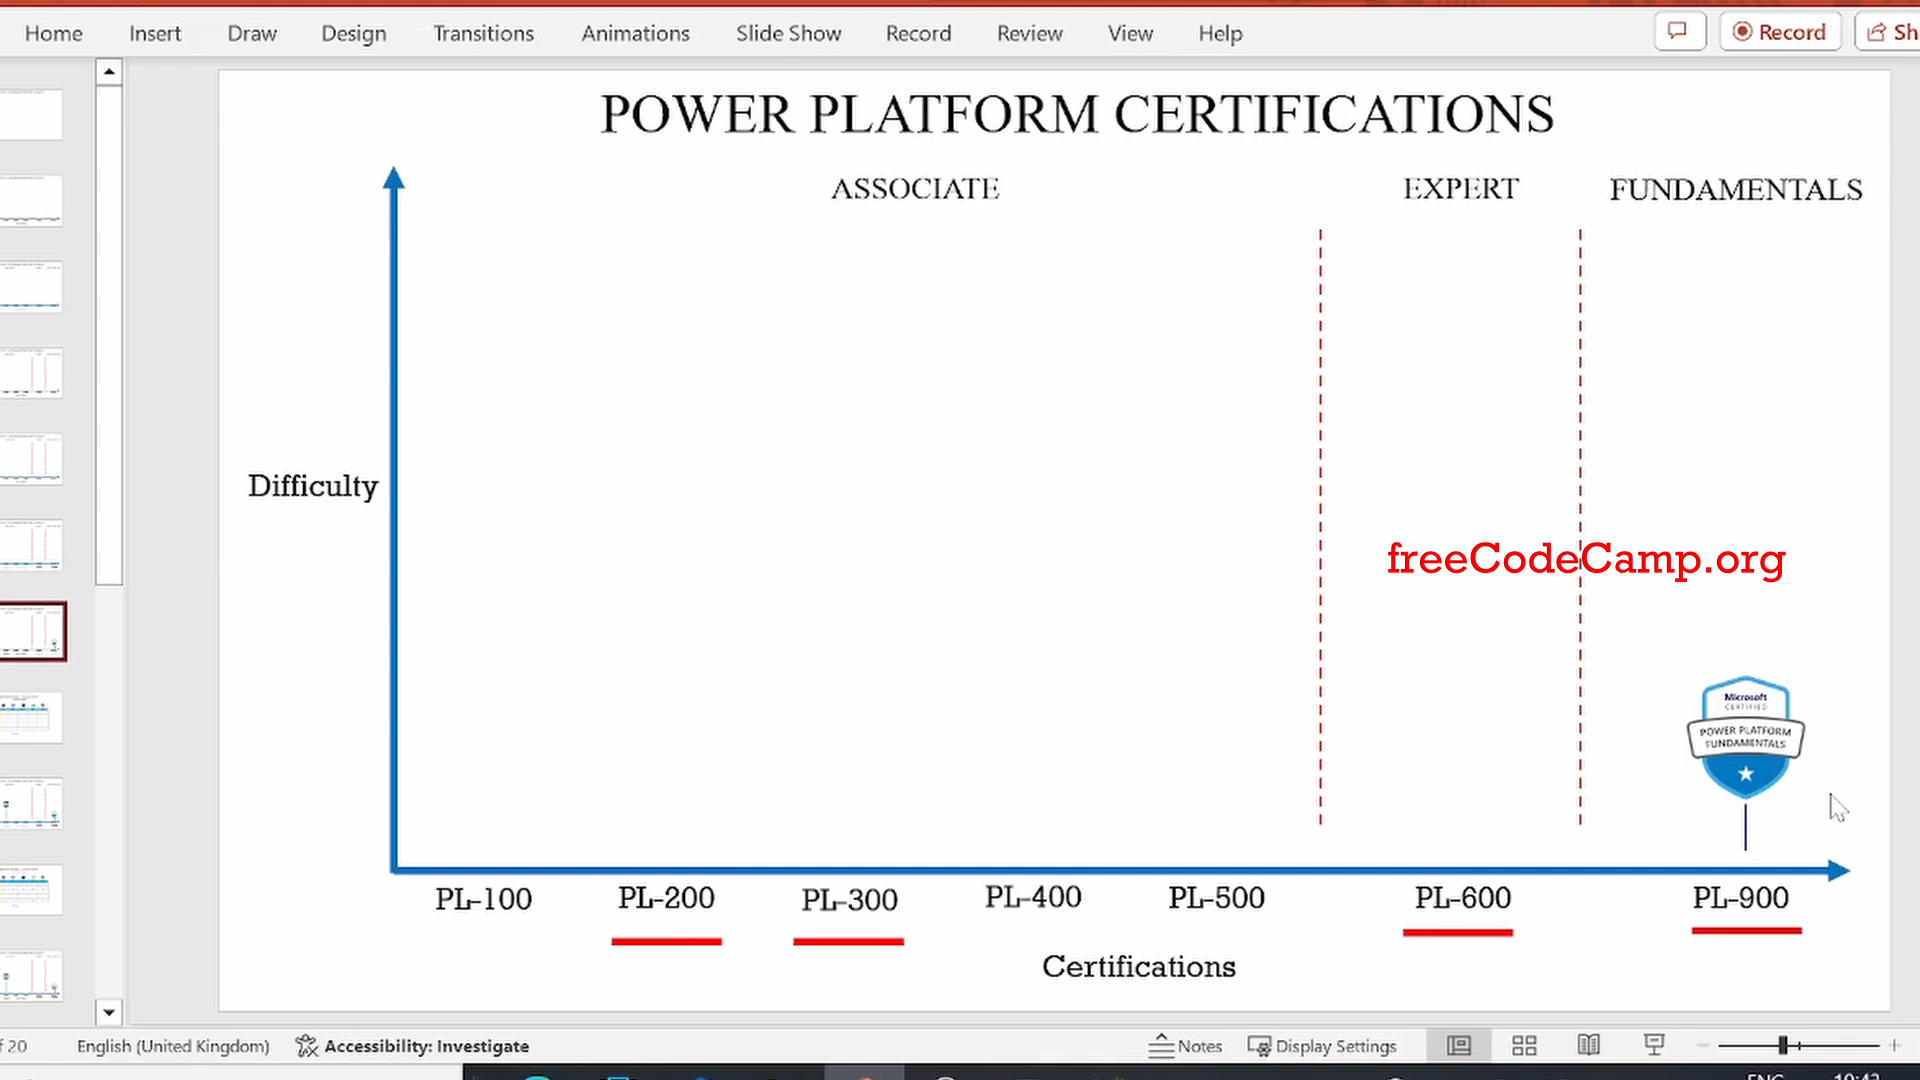 Home Insert Draw Design Transitions Animations Slide Show Record Review View Help Record
POWER PLATFORM CERTIFICATIONS
ASSOCIATE EXPERT FUNDAMENTALS
Difficulty
freeCodeCamp.org
Microsoft
CERTIFIED
POWER PLATFORM
FUNDAMENTALS
PL-100 PL-200 PL-300 PL-400 PL-500 PL-600 PL-900
Certifications
20 English (United Kingdom) Accessibility: Investigate Notes Display Settings